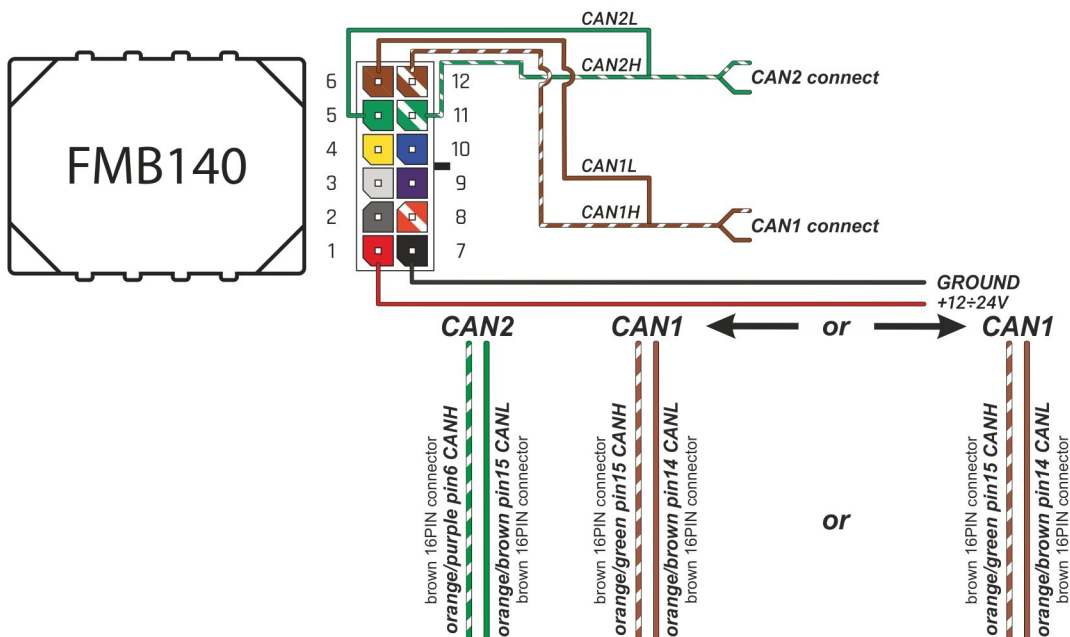 FMB140
6
5
4
3
2
1
12
11
10
9
8
7
CAN2L
CAN2H
CAN2 connect
CAN1L
CAN1H
CAN1 connect
GROUND
+12÷24V
CAN2
CAN1
or
CAN1
brown 16PIN connector
orange/purple pin6 CANH
orange/brown pin15 CANL
brown 16PIN connector
brown 16PIN connector
orange/green pin15 CANH
orange/brown pin14 CANL
brown 16PIN connector
or
brown 16PIN connector
orange/green pin15 CANH
orange/brown pin14 CANL
brown 16PIN connector